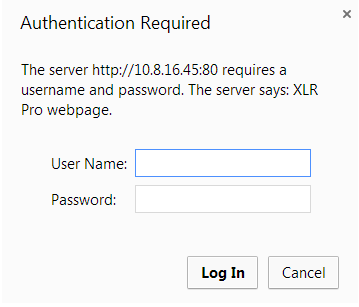 Authentication Required
The server http://10.8.16.45:80 requires a
username and password. The server says: XLR
Pro webpage.
User Name:
Password:
Log In Cancel